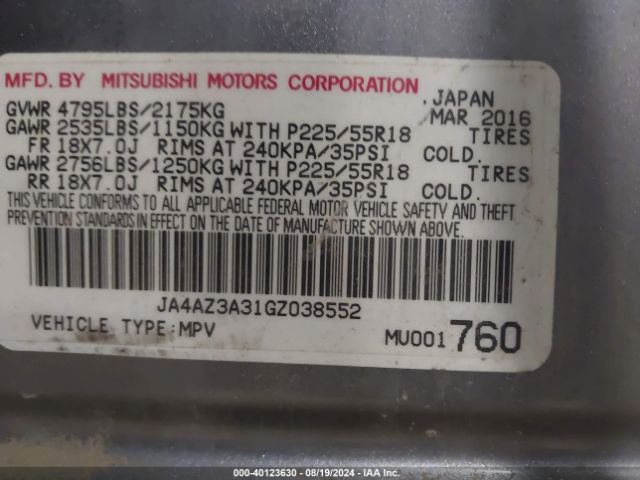 MFD. BY MITSUBISHI MOTORS CORPORATION , JAPAN
GVWR 4795LBS/2175KG MAR 2016
GAWR 2535LBS/1150KG WITH P225/55R18 TIRES
FR 18X7.0J RIMS AT 240KPA/35PSI COLD.
GAWR 2756LBS/1250KG WITH P225/55R18 TIRES
RR 18X7.0J RIMS AT 240KPA/35PSI COLD.
THIS VEHICLE CONFORMS TO ALL APPLICABLE FEDERAL MOTOR VEHICLE SAFETY AND THEFT
PREVENTION STANDARDS IN EFFECT ON THE DATE OF MANUFACTURE SHOWN ABOVE.
JA4AZ3A31GZ038552
VEHICLE TYPE:MPV MU001 760
000-40123630 - 08/19/2024 - IAA Inc.